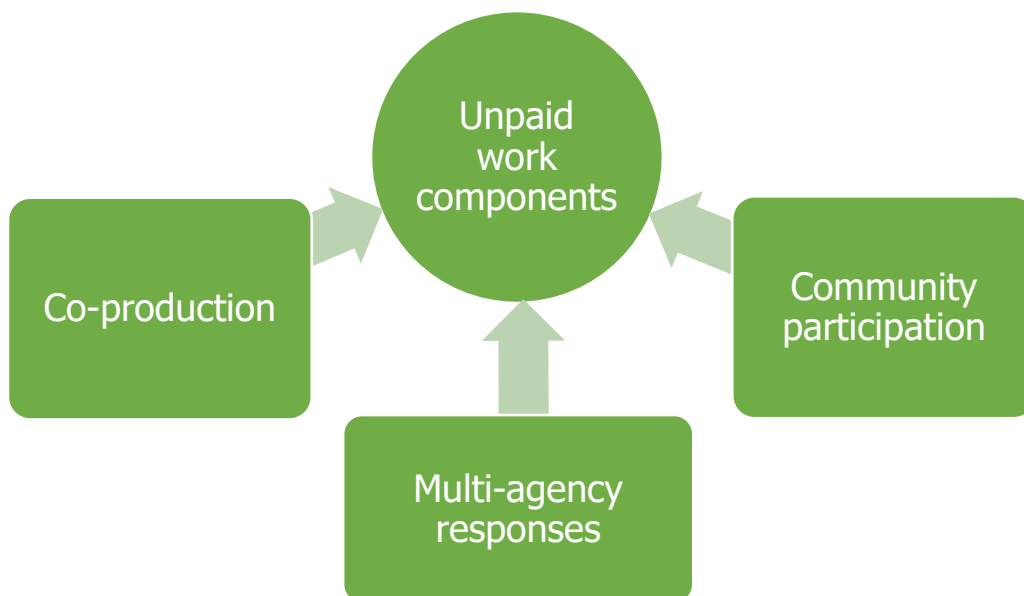 Unpaid
work
components
Co-production
Community
participation
Multi-agency
responses